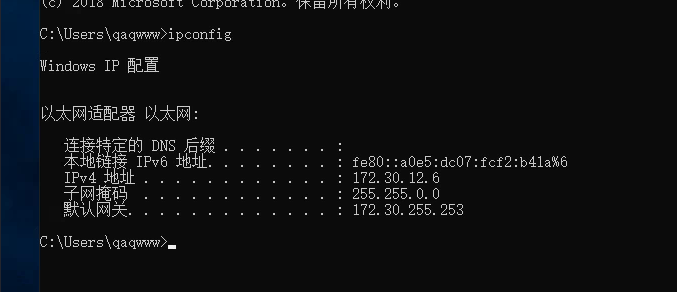 (c) 2018 Microsoft Corporation。保留所有权利。
C:\Users\qaqwww>ipconfig
Windows IP 配置
以太网适配器 以太网:
连接特定的 DNS 后缀 . . . . . . . :
本地链接 IPv6 地址. . . . . . . . : fe80::a0e5:dc07:fcf2:b41a%6
IPv4 地址 . . . . . . . . . . . . : 172.30.12.6
子网掩码 . . . . . . . . . . . . : 255.255.0.0
默认网关. . . . . . . . . . . . . : 172.30.255.253
C:\Users\qaqwww>